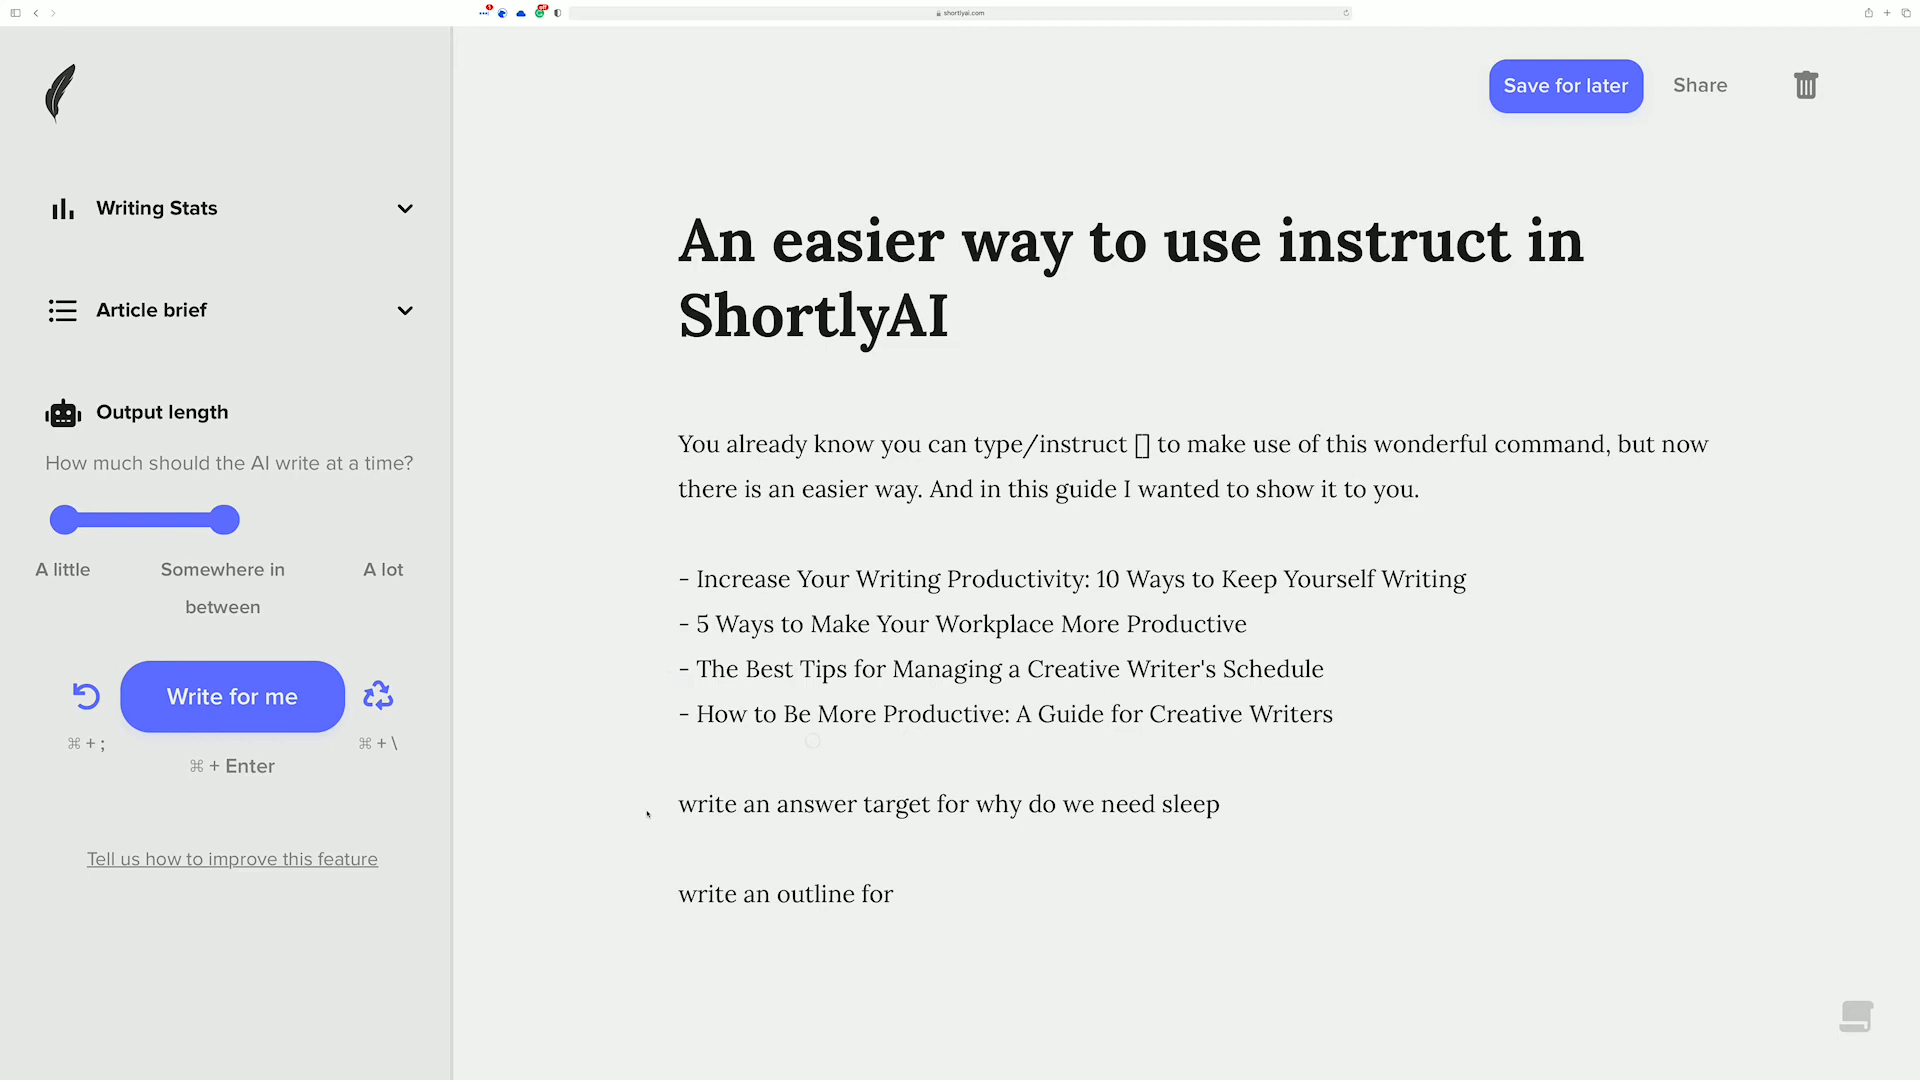 shortlyai.com
Save for later
Share
Writing Stats
Article brief
Output length
How much should the AI write at a time?
A little
Somewhere in
between
A lot
Write for me
⌘ + ;
⌘ + \
⌘ + Enter
Tell us how to improve this feature
An easier way to use instruct in
ShortlyAI
You already know you can type/instruct [] to make use of this wonderful command, but now
there is an easier way. And in this guide I wanted to show it to you.
- Increase Your Writing Productivity: 10 Ways to Keep Yourself Writing
- 5 Ways to Make Your Workplace More Productive
- The Best Tips for Managing a Creative Writer's Schedule
- How to Be More Productive: A Guide for Creative Writers
write an answer target for why do we need sleep
write an outline for